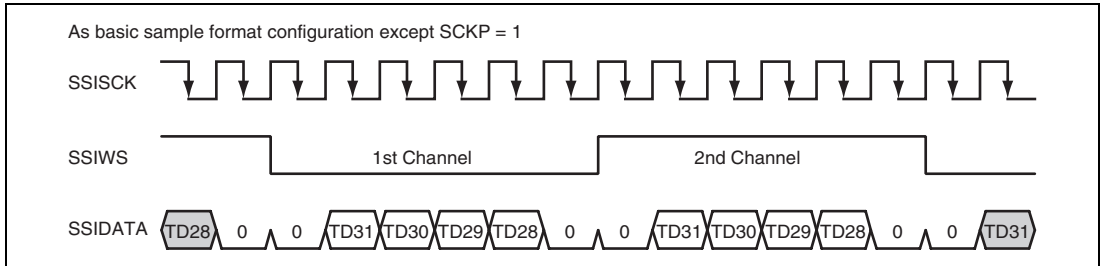 As basic sample format configuration except SCKP = 1
SSISCK
SSIWS 1st Channel 2nd Channel
SSIDATA TD28 0 0 TD31 TD30 TD29 TD28 0 0 TD31 TD30 TD29 TD28 0 0 TD31